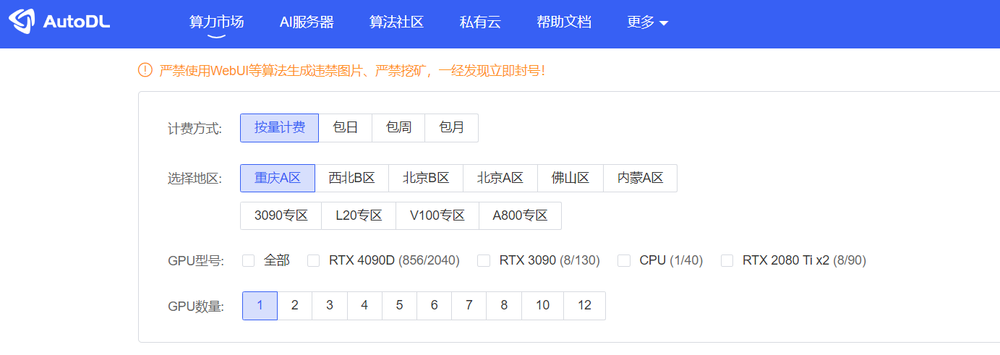 AutoDL 算力市场 AI服务器 算法社区 私有云 帮助文档 更多
严禁使用WebUI等算法生成违禁图片、严禁挖矿，一经发现立即封号！
计费方式: 按量计费 包日 包周 包月
选择地区: 重庆A区 西北B区 北京B区 北京A区 佛山区 内蒙A区
3090专区 L20专区 V100专区 A800专区
GPU型号: 全部 RTX 4090D (856/2040) RTX 3090 (8/130) CPU (1/40) RTX 2080 Ti x2 (8/90)
GPU数量: 1 2 3 4 5 6 7 8 10 12